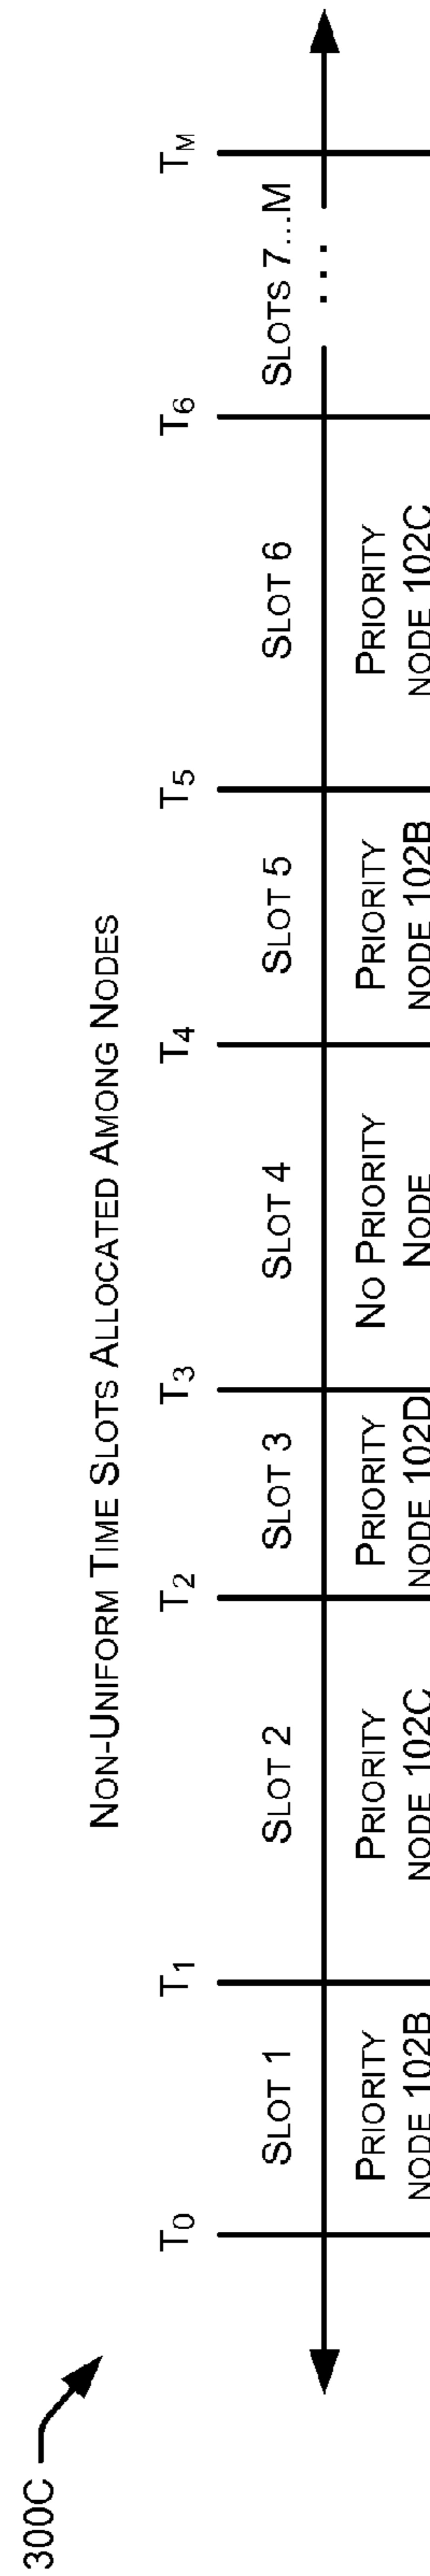 300C
NON-UNIFORM TIME SLOTS ALLOCATED AMONG NODES
T0 T1 T2 T3 T4 T5 T6 TM
SLOT 1 SLOT 2 SLOT 3 SLOT 4 SLOT 5 SLOT 6 SLOTS 7...M
PRIORITY PRIORITY PRIORITY NO PRIORITY PRIORITY PRIORITY
NODE 102B NODE 102C NODE 102D NODE NODE 102B NODE 102C